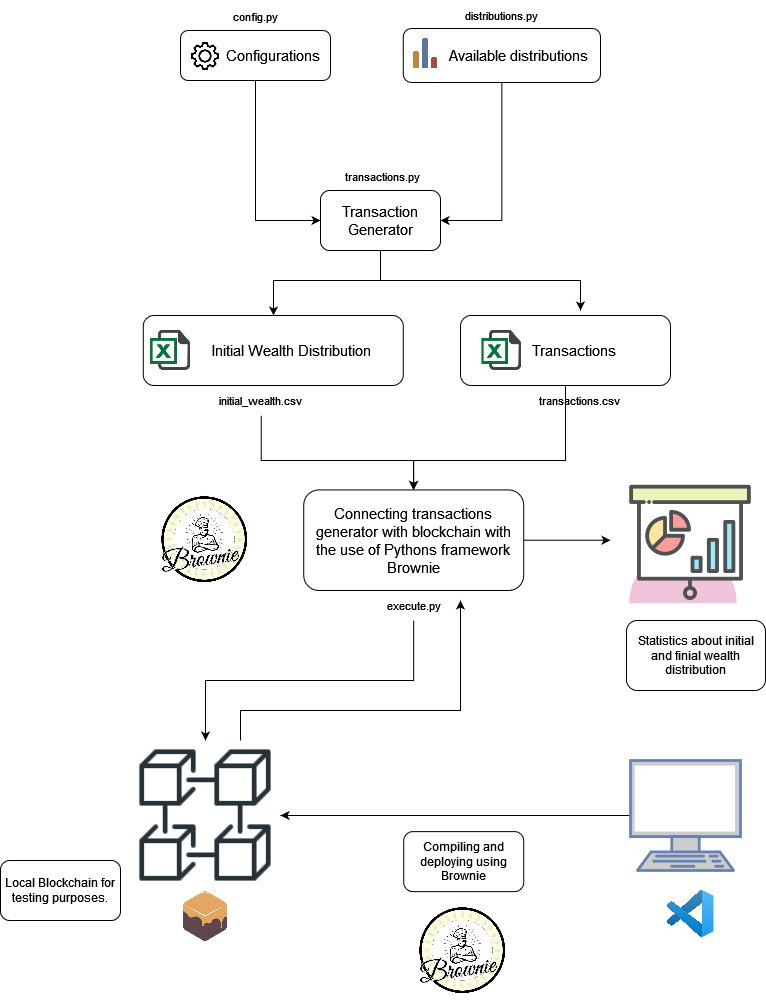 config.py
distributions.py
Configurations
Available distributions
transactions.py
Transaction
Generator
X
Initial Wealth Distribution
X
Transactions
initial_wealth.csv
transactions.csv
Brownie
Connecting transactions
generator with blockchain with
the use of Pythons framework
Brownie
execute.py
Statistics about initial
and finial wealth
distribution
Compiling and
deploying using
Brownie
Local Blockchain for
testing purposes.
Brownie